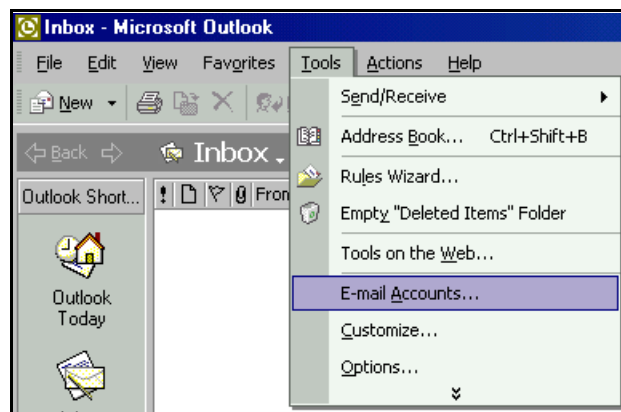 Inbox - Microsoft Outlook
File Edit View Favorites Tools Actions Help
New
Send/Receive
Back Inbox
Address Book... Ctrl+Shift+B
Outlook Short... ! From
Rules Wizard...
Empty "Deleted Items" Folder
Tools on the Web...
Outlook Today
E-mail Accounts...
Customize...
Options...